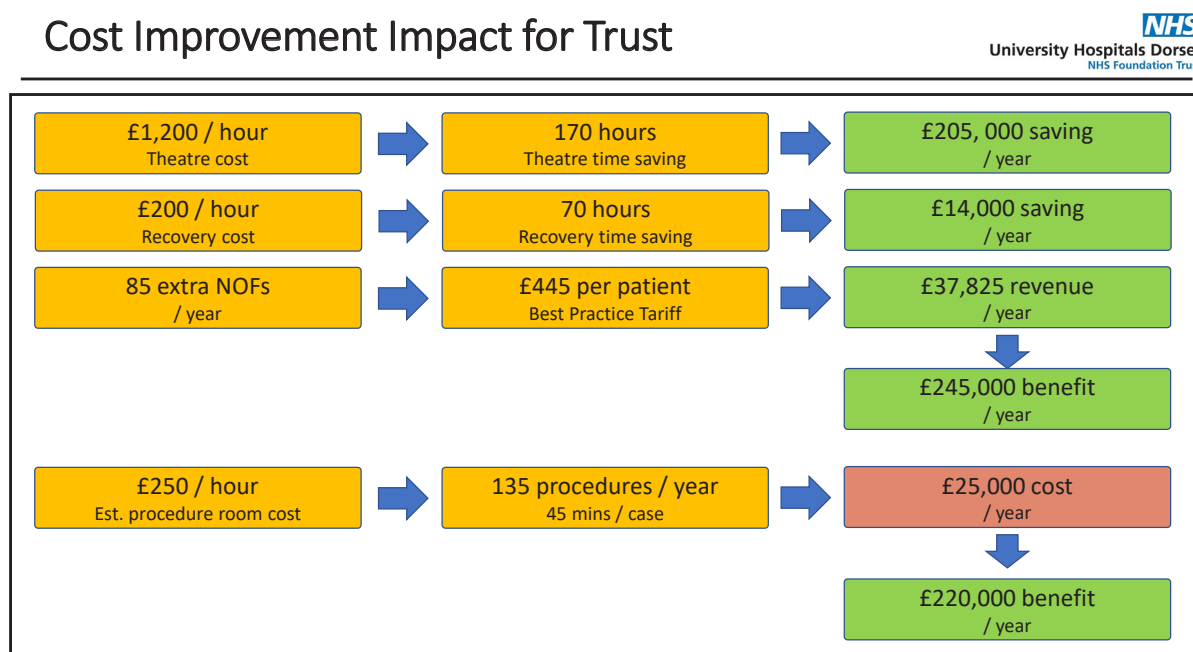 Cost Improvement Impact for Trust
NHS
University Hospitals Dorse
NHS Foundation Tru
£1,200 / hour
Theatre cost
170 hours
Theatre time saving
£205, 000 saving
/ year
£200 / hour
Recovery cost
70 hours
Recovery time saving
£14,000 saving
/ year
85 extra NOFs
/ year
£445 per patient
Best Practice Tariff
£37,825 revenue
/ year
£245,000 benefit
/ year
£250 / hour
Est. procedure room cost
135 procedures / year
45 mins / case
£25,000 cost
/ year
£220,000 benefit
/ year